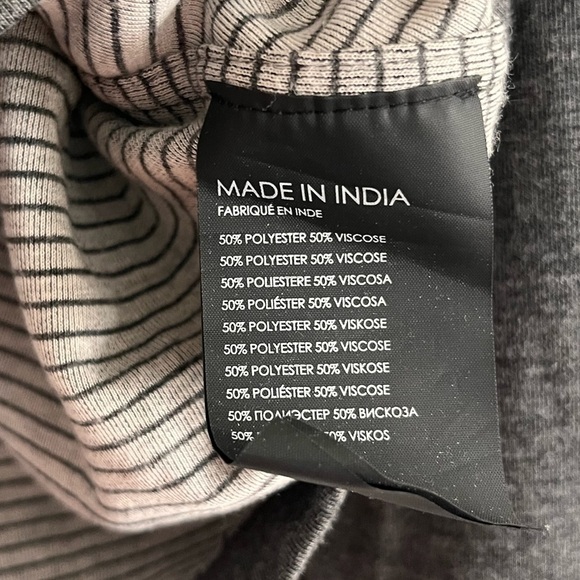 MADE IN INDIA
FABRIQUÉ EN INDE
50% POLYESTER 50% VISCOSE
50% POLYESTER 50% VISCOSE
50% POLIESTERE 50% VISCOSA
50% POLIÉSTER 50% VISCOSA
50% POLYESTER 50% VISKOSE
50% POLYESTER 50% VISCOSE
50% POLYESTER 50% VISKOSE
50% POLIÉSTER 50% VISCOSE
50% ПОЛИЭСТЕР 50% ВИСКОЗА
50% VISKOS